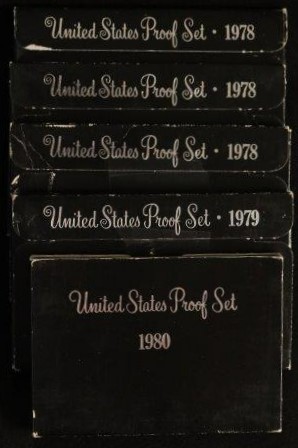 United States Proof Set · 1978
United States Proof Set · 1978
United States Proof Set · 1978
United States Proof Set · 1979
United States Proof Set
1980